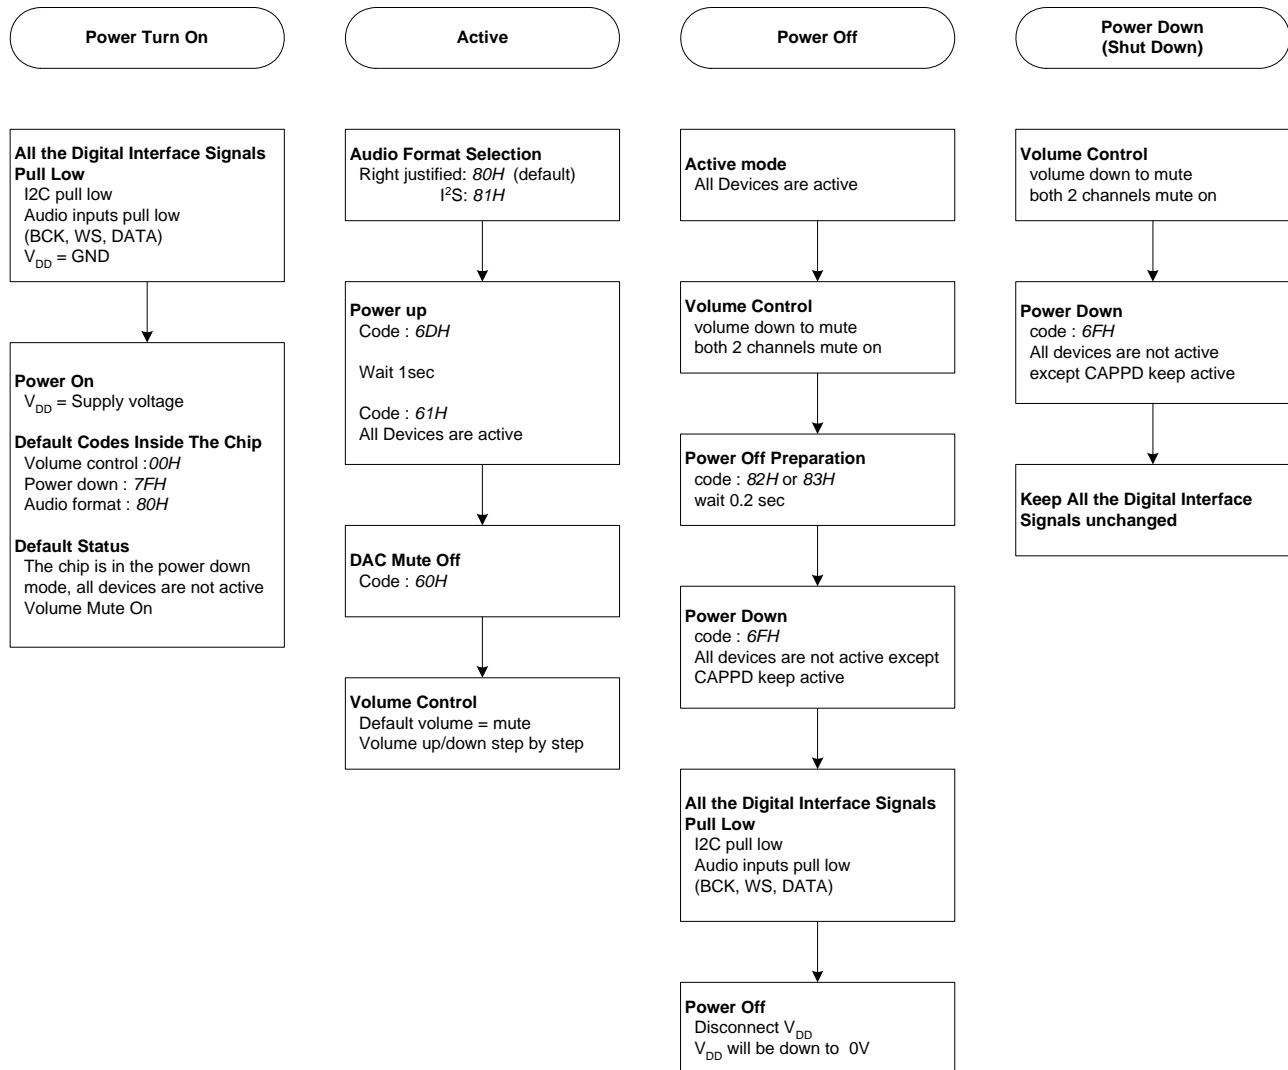 Power Turn On
All the Digital Interface Signals
Pull Low
I2C pull low
Audio inputs pull low
(BCK, WS, DATA)
VDD = GND
Power On
VDD = Supply voltage
Default Codes Inside The Chip
Volume control :00H
Power down : 7FH
Audio format : 80H
Default Status
The chip is in the power down
mode, all devices are not active
Volume Mute On
Active
Audio Format Selection
Right justified: 80H (default)
I²S: 81H
Power up
Code : 6DH
Wait 1sec
Code : 61H
All Devices are active
DAC Mute Off
Code : 60H
Volume Control
Default volume = mute
Volume up/down step by step
Power Off
Active mode
All Devices are active
Volume Control
volume down to mute
both 2 channels mute on
Power Off Preparation
code : 82H or 83H
wait 0.2 sec
Power Down
code : 6FH
All devices are not active except
CAPPD keep active
All the Digital Interface Signals
Pull Low
I2C pull low
Audio inputs pull low
(BCK, WS, DATA)
Power Off
Disconnect VDD
VDD will be down to 0V
Power Down
(Shut Down)
Volume Control
volume down to mute
both 2 channels mute on
Power Down
code : 6FH
All devices are not active
except CAPPD keep active
Keep All the Digital Interface
Signals unchanged